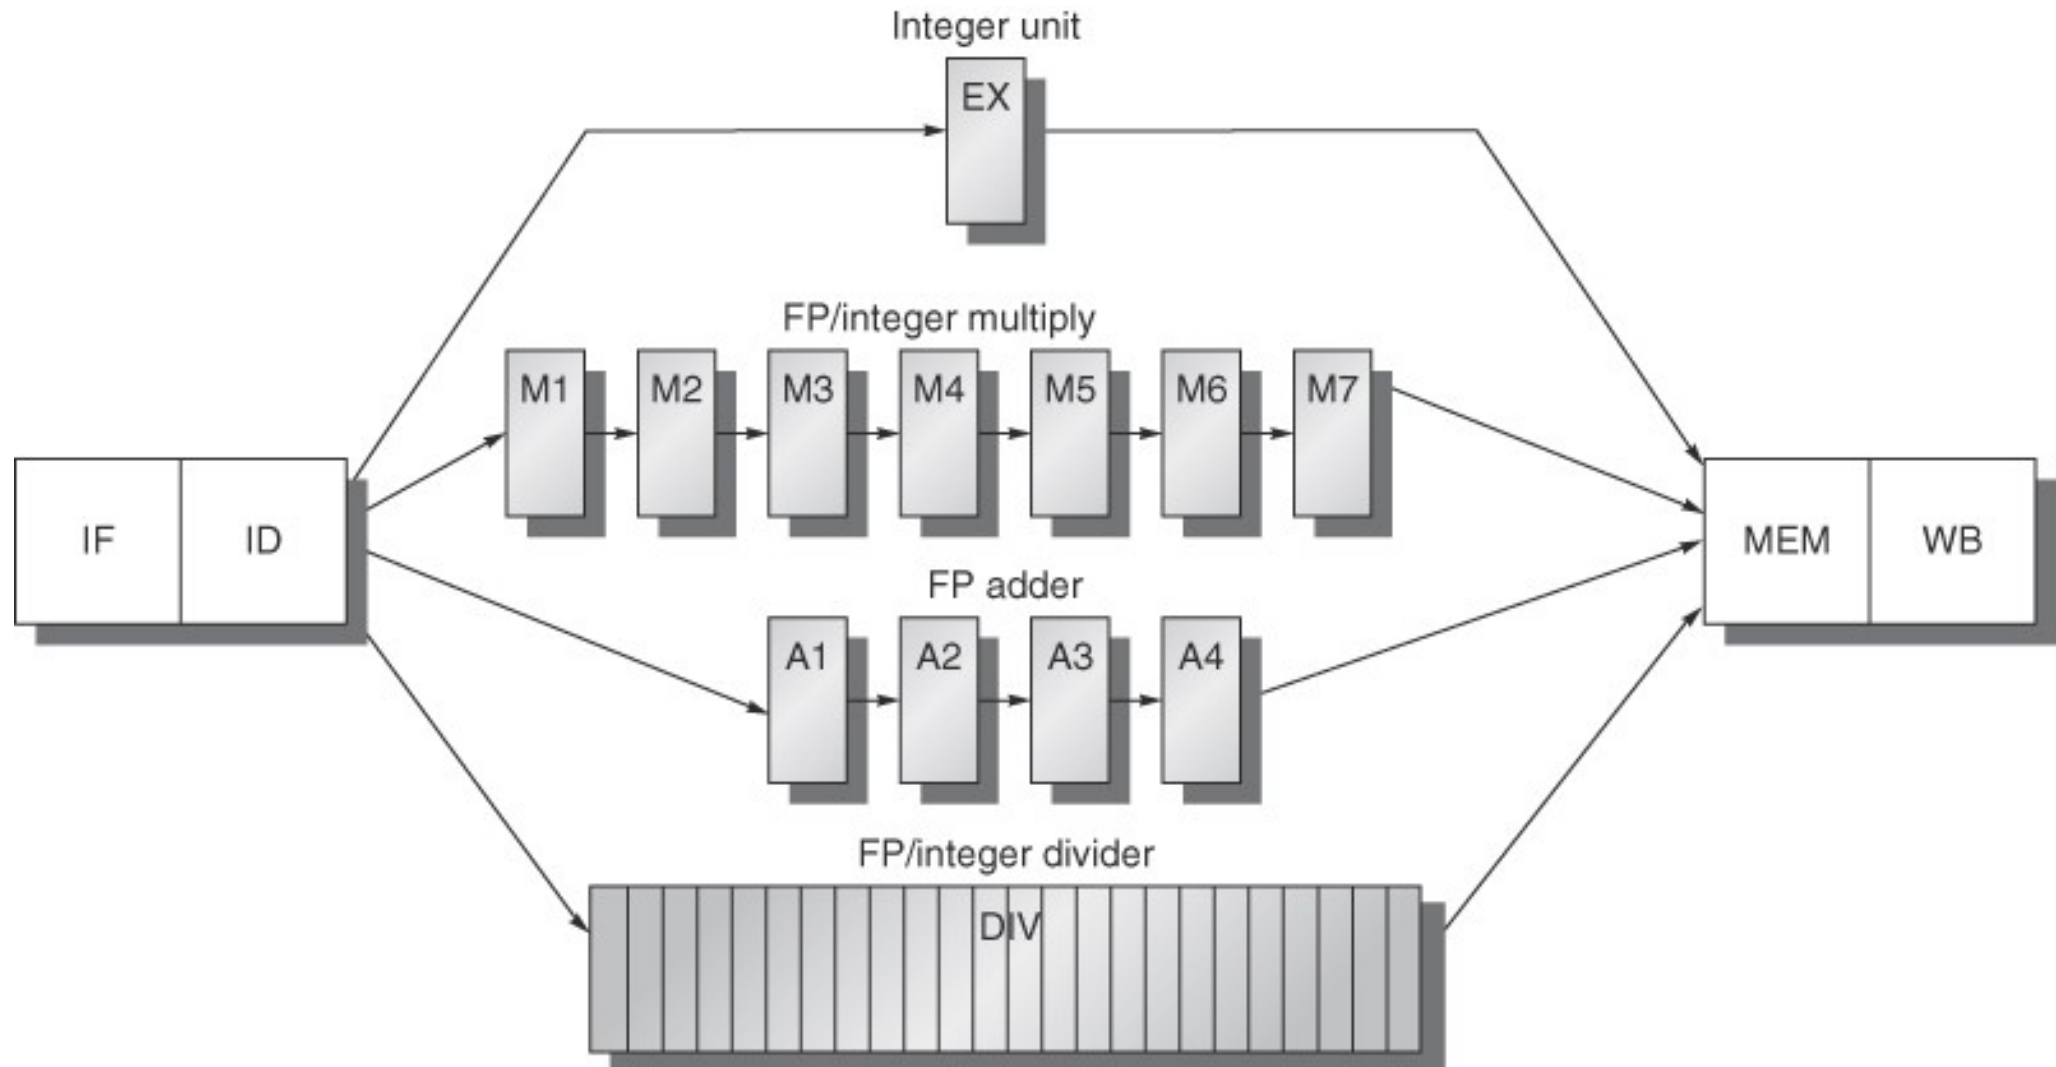 Integer unit
EX
FP/integer multiply
M1 M2 M3 M4 M5 M6 M7
IF ID
MEM WB
FP adder
A1 A2 A3 A4
FP/integer divider
DIV